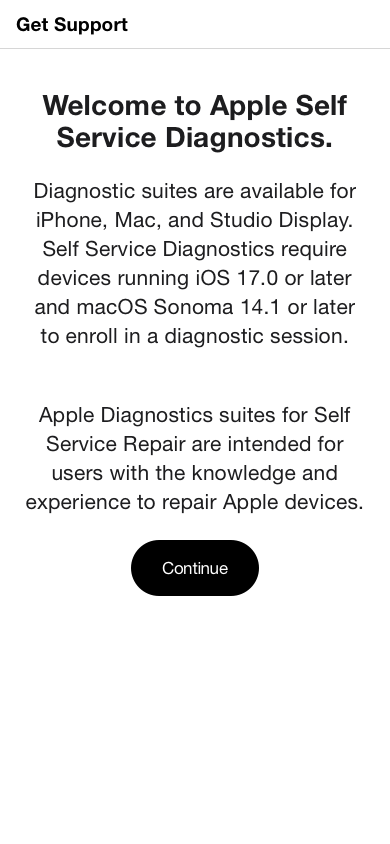 Get Support
Welcome to Apple Self
Service Diagnostics.
Diagnostic suites are available for
iPhone, Mac, and Studio Display.
Self Service Diagnostics require
devices running iOS 17.0 or later
and macOS Sonoma 14.1 or later
to enroll in a diagnostic session.
Apple Diagnostics suites for Self
Service Repair are intended for
users with the knowledge and
experience to repair Apple devices.
Continue